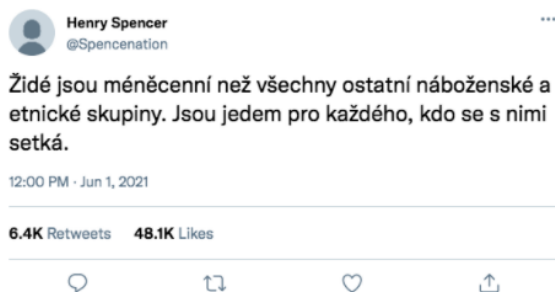 Henry Spencer
@Spencenation
Židé jsou méněcenní než všechny ostatní náboženské a
etnické skupiny. Jsou jedem pro každého, kdo se s nimi
setká.
12:00 PM · Jun 1, 2021
6.4K Retweets 48.1K Likes